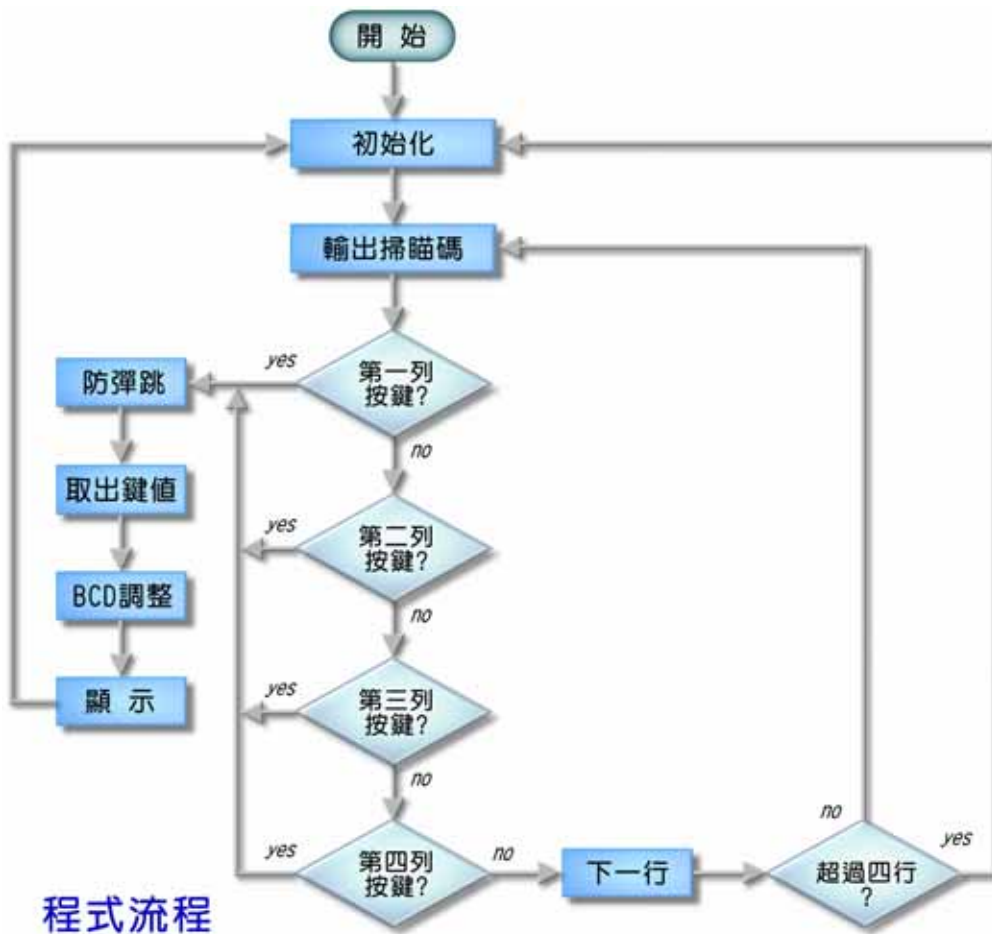 開 始
初始化
輸出掃瞄碼
yes
第一列
按鍵?
防彈跳
no
取出鍵值
yes
第二列
按鍵?
BCD調整
no
yes
第三列
按鍵?
顯 示
no
yes
第四列
按鍵?
no
下一行
no
超過四行
?
yes
程式流程